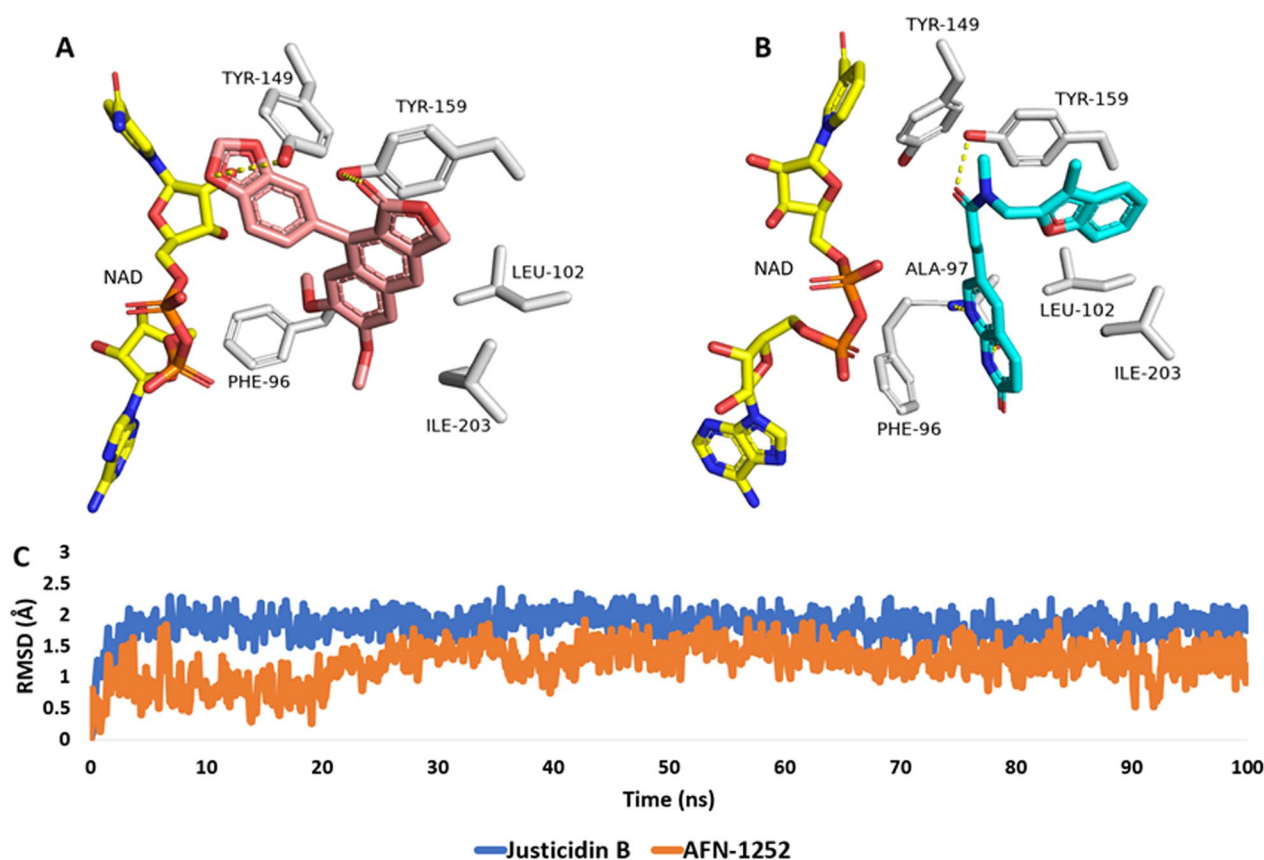 A
TYR-149
TYR-159
NAD
LEU-102
PHE-96
ILE-203
B
TYR-149
TYR-159
NAD
ALA-97
LEU-102
ILE-203
PHE-96
C
RMSD (Å)
3
2.5
2
1.5
1
0.5
0
0 10 20 30 40 50 60 70 80 90 100
Time (ns)
Justicidin B AFN-1252